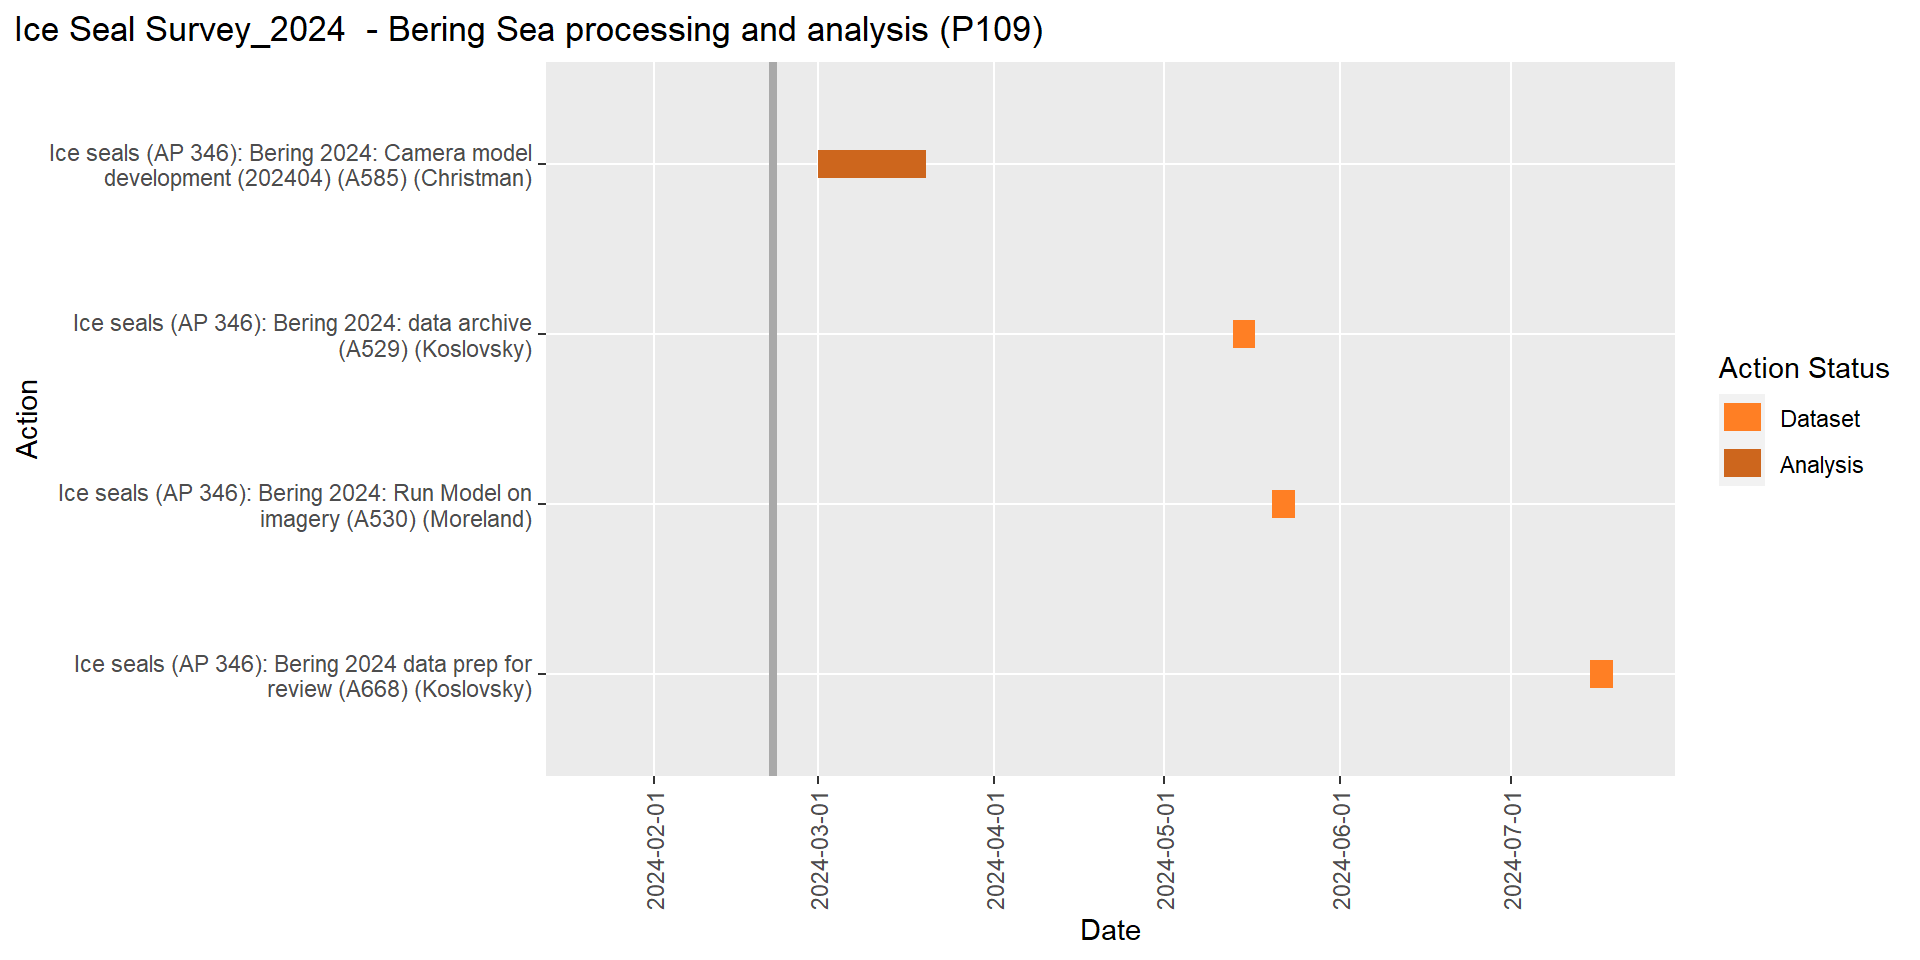 Ice Seal Survey_2024  - Bering Sea processing and analysis (P109)
Ice seals (AP 346): Bering 2024: Camera model
development (202404) (A585) (Christman)
Ice seals (AP 346): Bering 2024: data archive
(A529) (Koslovsky)
Ice seals (AP 346): Bering 2024: Run Model on
imagery (A530) (Moreland)
Ice seals (AP 346): Bering 2024 data prep for
review (A668) (Koslovsky)
Action
2024-02-01
2024-03-01
2024-04-01
2024-05-01
2024-06-01
2024-07-01
Date
Action Status
Dataset
Analysis